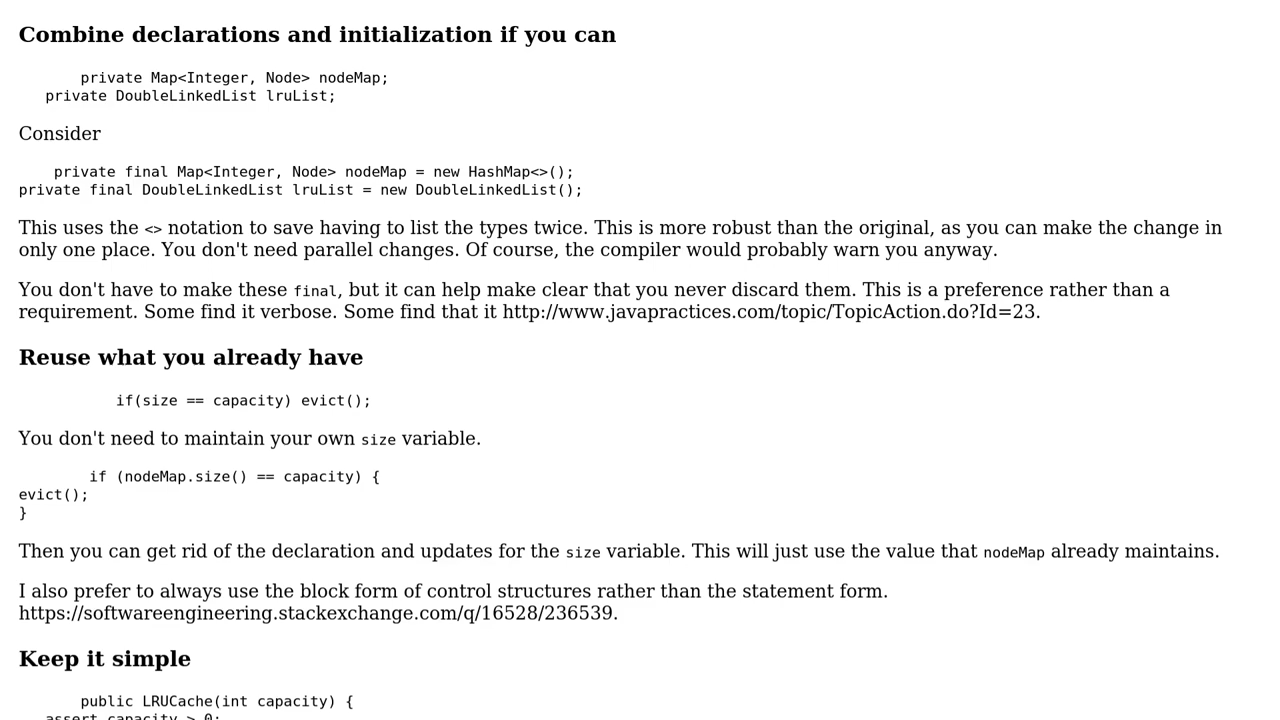 Combine declarations and initialization if you can
private Map<Integer, Node> nodeMap;
private DoubleLinkedList lruList;
Consider
private final Map<Integer, Node> nodeMap = new HashMap<>();
private final DoubleLinkedList lruList = new DoubleLinkedList();
This uses the <> notation to save having to list the types twice. This is more robust than the original, as you can make the change in
only one place. You don't need parallel changes. Of course, the compiler would probably warn you anyway.
You don't have to make these final, but it can help make clear that you never discard them. This is a preference rather than a
requirement. Some find it verbose. Some find that it http://www.javapractices.com/topic/TopicAction.do?Id=23.
Reuse what you already have
if(size == capacity) evict();
You don't need to maintain your own size variable.
if (nodeMap.size() == capacity) {
evict();
}
Then you can get rid of the declaration and updates for the size variable. This will just use the value that nodeMap already maintains.
I also prefer to always use the block form of control structures rather than the statement form.
https://softwareengineering.stackexchange.com/q/16528/236539.
Keep it simple
public LRUCache(int capacity) {
assert capacity > 0;